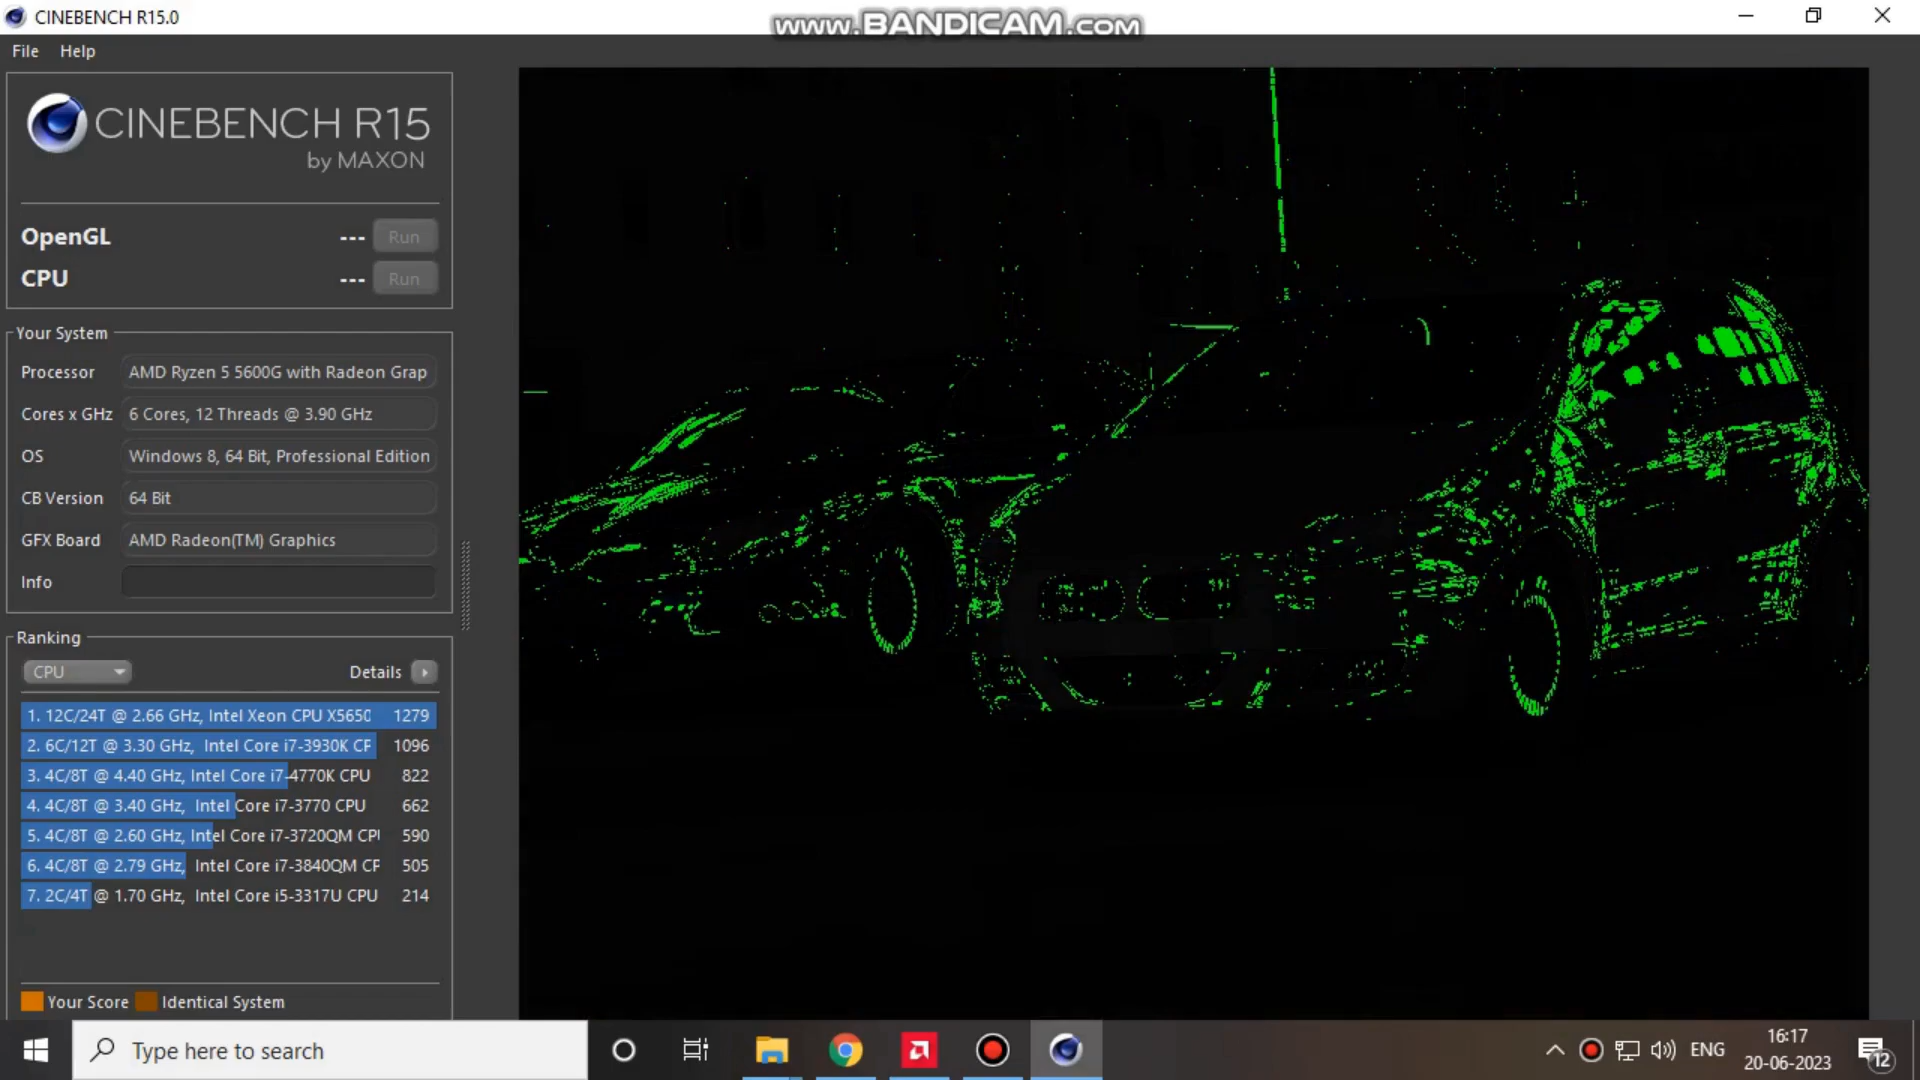 CINEBENCH R15.0
www.BANDICAM.com
File Help
CINEBENCH R15
by MAXON
OpenGL --- Run
CPU --- Run
Your System
Processor AMD Ryzen 5 5600G with Radeon Grap
Cores x GHz 6 Cores, 12 Threads @ 3.90 GHz
OS Windows 8, 64 Bit, Professional Edition
CB Version 64 Bit
GFX Board AMD Radeon(TM) Graphics
Info
Ranking
CPU Details
1. 12C/24T @ 2.66 GHz, Intel Xeon CPU X5650 1279
2. 6C/12T @ 3.30 GHz, Intel Core i7-3930K CP 1096
3. 4C/8T @ 4.40 GHz, Intel Core i7-4770K CPU 822
4. 4C/8T @ 3.40 GHz, Intel Core i7-3770 CPU 662
5. 4C/8T @ 2.60 GHz, Intel Core i7-3720QM CPU 590
6. 4C/8T @ 2.79 GHz, Intel Core i7-3840QM CP 505
7. 2C/4T @ 1.70 GHz, Intel Core i5-3317U CPU 214
Your Score Identical System
Type here to search
ENG
16:17
20-06-2023
12